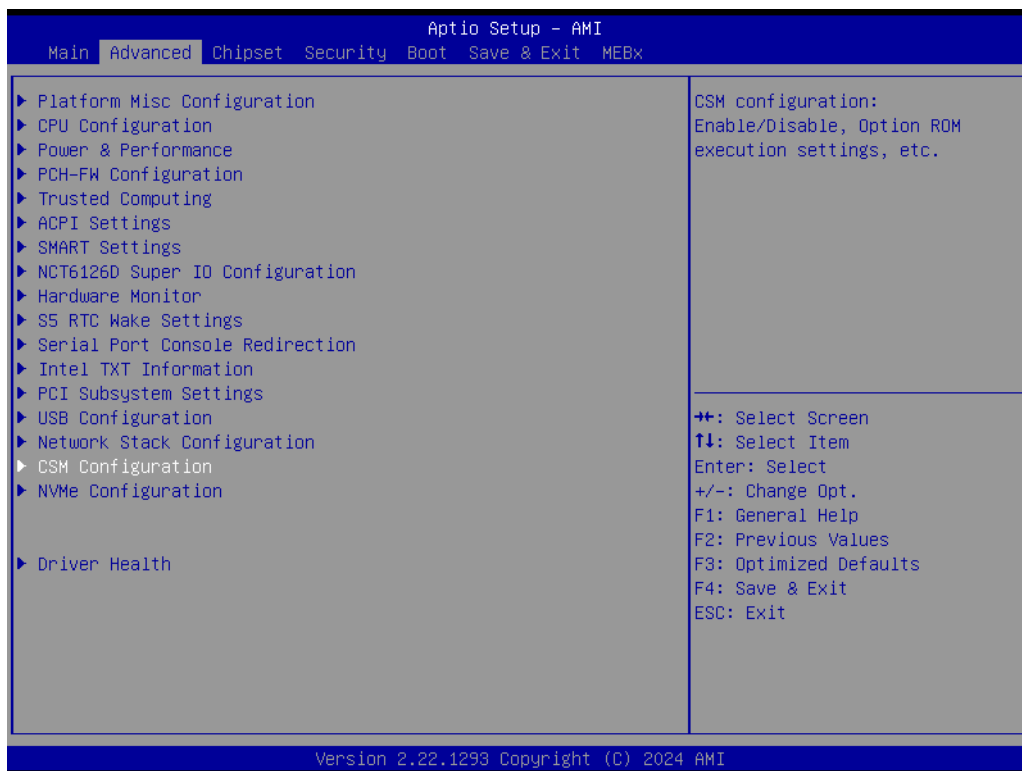 Aptio Setup – AMI
Main Advanced Chipset Security Boot Save & Exit MEBx
Platform Misc Configuration
CPU Configuration
Power & Performance
PCH-FW Configuration
Trusted Computing
ACPI Settings
SMART Settings
NCT6126D Super IO Configuration
Hardware Monitor
S5 RTC Wake Settings
Serial Port Console Redirection
Intel TXT Information
PCI Subsystem Settings
USB Configuration
Network Stack Configuration
CSM Configuration
NVMe Configuration
Driver Health
CSM configuration:
Enable/Disable, Option ROM
execution settings, etc.
→←: Select Screen
↑↓: Select Item
Enter: Select
+/-: Change Opt.
F1: General Help
F2: Previous Values
F3: Optimized Defaults
F4: Save & Exit
ESC: Exit
Version 2.22.1293 Copyright (C) 2024 AMI